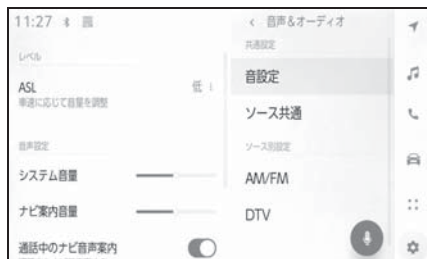 11:27
レベル
ASL
低
車速に応じて音量を調整
音声設定
システム音量
ナビ案内音量
通話中のナビ音声案内
< 音声&オーディオ
共通設定
音設定
ソース共通
ソース別設定
AM/FM
DTV